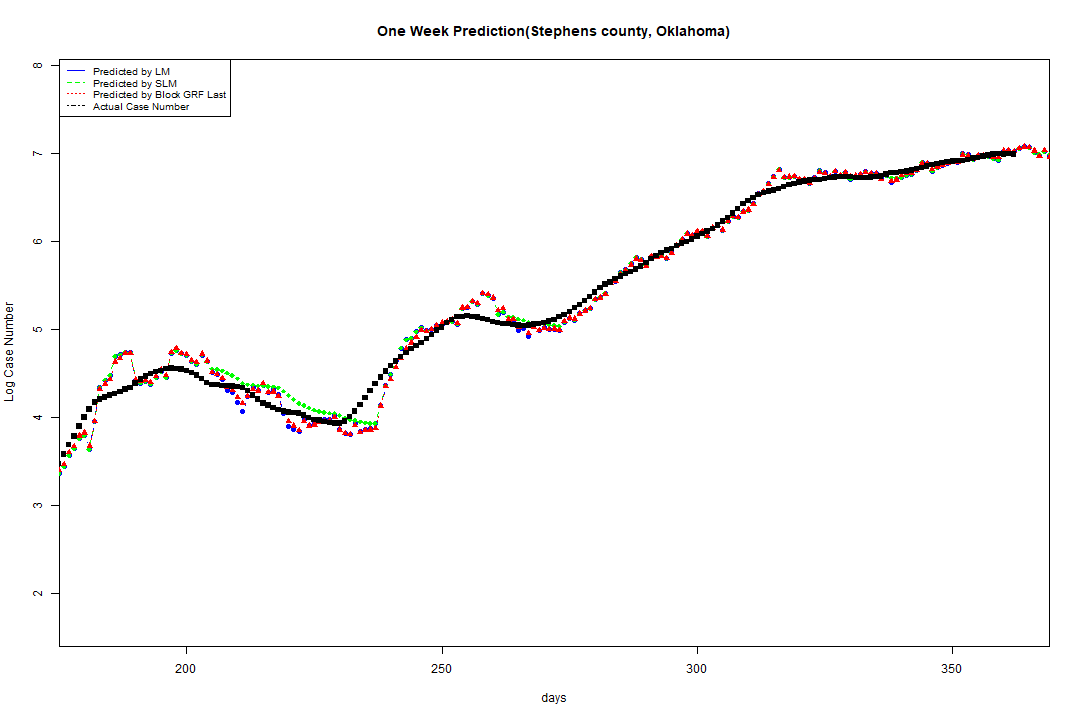 One Week Prediction(Stephens county, Oklahoma)
Predicted by LM
Predicted by SLM
Predicted by Block GRF Last
Actual Case Number
Log Case Number
8
7
6
5
4
3
2
200 250 300 350
days